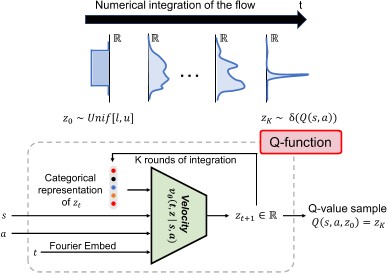 Numerical integration of the flow
t
ℝ ℝ ℝ ℝ
...
z₀ ~ Unif[l, u]
z_K ~ δ(Q(s, a))
Q-function
K rounds of integration
Categorical
representation
of z_t
Velocity
v_θ(t, z | s, a)
z_{t+1} ∈ ℝ
Q-value sample
Q(s, a, z₀) = z_K
s
a
t
Fourier Embed